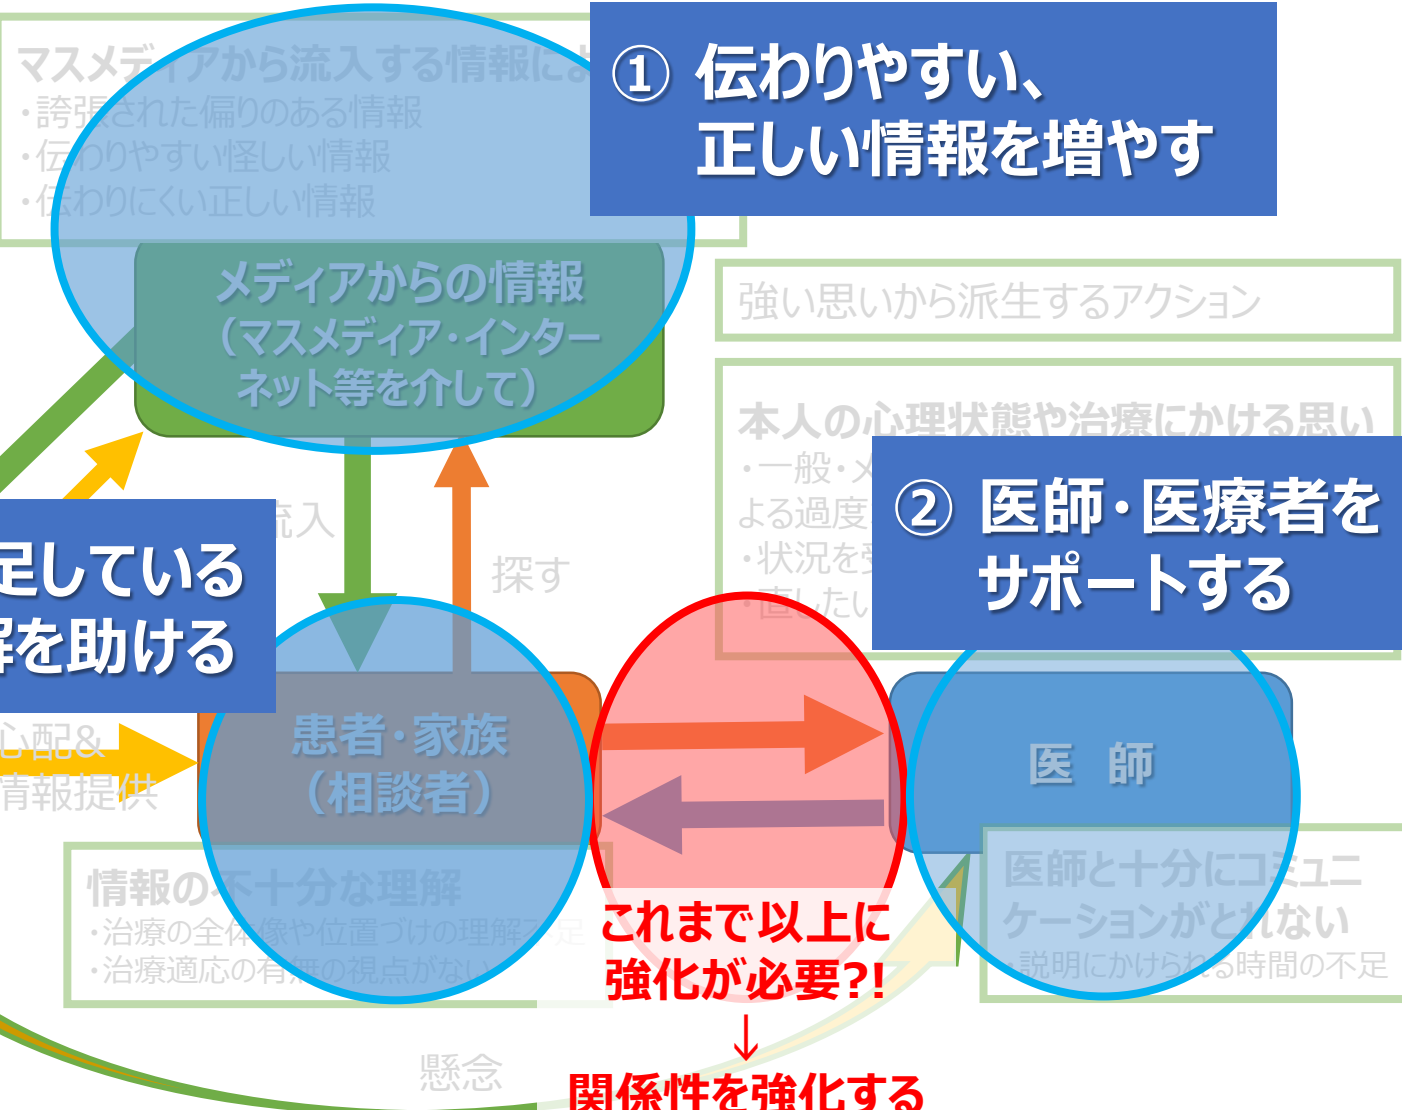 マスメディアから流入する情報によ
・誇張された偏りのある情報
・伝わりやすい怪しい情報
・伝わりにくい正しい情報
① 伝わりやすい、
正しい情報を増やす
メディアからの情報
（マスメディア・インター
ネット等を介して）
強い思いから派生するアクション
本人の心理状態や治療にかける思い
・一般・メ
よる過度
・状況を受
・直したい
② 医師・医療者を
サポートする
流入
探す
足している
解を助ける
心配&
情報提供
患者・家族
（相談者）
医 師
情報の不十分な理解
・治療の全体像や位置づけの理解不足
・治療適応の有無の視点がない
医師と十分にコミュニ
ケーションがとれない
・説明にかけられる時間の不足
これまで以上に
強化が必要?!
↓
関係性を強化する
懸念